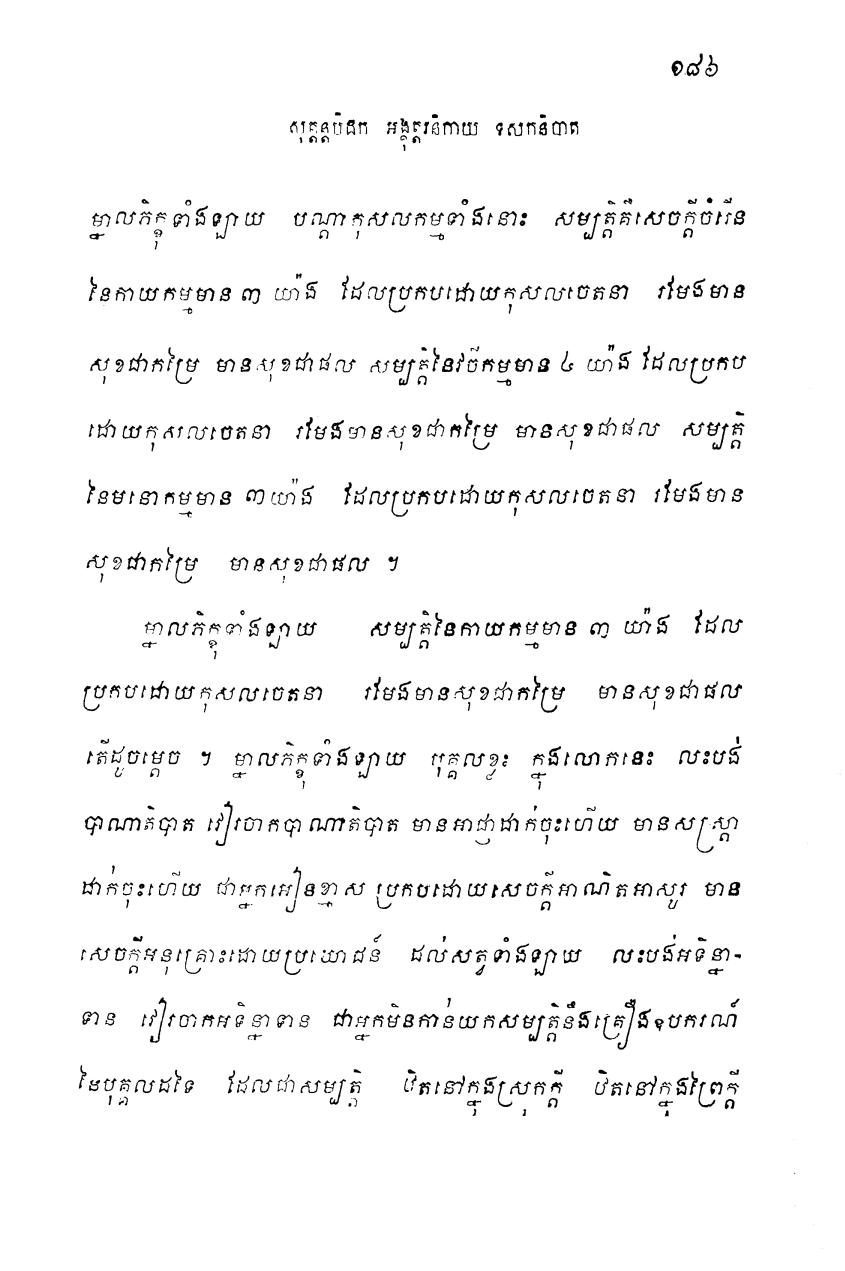 ១៨៦
សុត្តន្តបិដក អង្គុត្តរនិកាយ ទសកនិបាត
ម្នាលភិក្ខុទាំងឡាយ បណ្តាកុសលកម្មទាំងនោះ សម្បត្តិគឺសេចក្តីចំរើន
នៃកាយកម្មមាន ៣ យ៉ាង ដែលប្រកបដោយកុសលចេតនា រមែងមាន
សុខជាកម្រៃ មានសុខជាផល សម្បត្តិនៃវចីកម្មមាន ៤ យ៉ាង ដែលប្រកប
ដោយកុសលចេតនា រមែងមានសុខជាកម្រៃ មានសុខជាផល សម្បត្តិ
នៃមនោកម្មមាន ៣យ៉ាង ដែលប្រកបដោយកុសលចេតនា រមែងមាន
សុខជាកម្រៃ មានសុខជាផល ។
ម្នាលភិក្ខុទាំងឡាយ សម្បត្តិនៃកាយកម្មមាន ៣ យ៉ាង ដែល
ប្រកបដោយកុសលចេតនា រមែងមានសុខជាកម្រៃ មានសុខជាផល
តើដូចម្តេច ។ ម្នាលភិក្ខុទាំងឡាយ បុគ្គលខ្លះ ក្នុងលោកនេះ លះបង់
បាណាតិបាត វៀរចាកបាណាតិបាត មានអាជ្ញាដាក់ចុះហើយ មានសស្ត្រា
ដាក់ចុះហើយ ជាអ្នកអៀនខ្មាស ប្រកបដោយសេចក្តីអាណិតអាសូរ មាន
សេចក្តីអនុគ្រោះដោយប្រយោជន៍ ដល់សត្វទាំងឡាយ លះបង់អទិន្នា-
ទាន វៀរចាកអទិន្នាទាន ជាអ្នកមិនកាន់យកសម្បត្តិនឹងគ្រឿងឧបករណ៍
នៃបុគ្គលដទៃ ដែលជាសម្បត្តិ ឋិតនៅក្នុងស្រុកក្តី ឋិតនៅក្នុងព្រៃក្តី